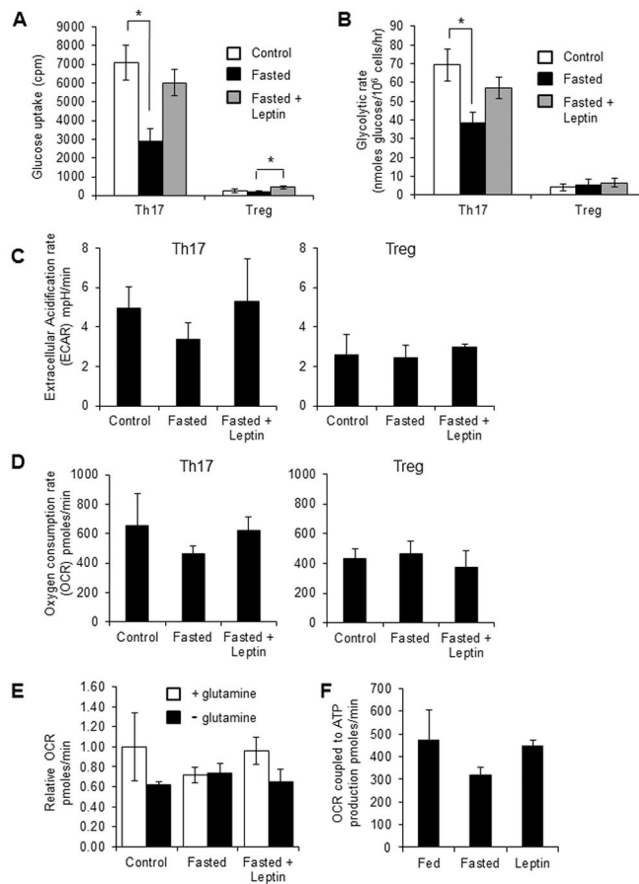 A
Glucose uptake (cpm)
9000
8000
7000
6000
5000
4000
3000
2000
1000
0
*
*
Control
Fasted
Fasted +
Leptin
Th17
Treg
B
Glycolytic rate
(nmoles glucose/10⁶ cells/hr)
90
80
70
60
50
40
30
20
10
0
*
Control
Fasted
Fasted +
Leptin
Th17
Treg
C
Th17
Extracellular Acidification rate
(ECAR) mpH/min
8
6
4
2
0
Control
Fasted
Fasted +
Leptin
Treg
8
6
4
2
0
Control
Fasted
Fasted +
Leptin
D
Th17
Oxygen consumption rate
(OCR) pmoles/min
1000
800
600
400
200
0
Control
Fasted
Fasted +
Leptin
Treg
1000
800
600
400
200
0
Control
Fasted
Fasted +
Leptin
E
Relative OCR
pmoles/min
1.60
1.40
1.20
1.00
0.80
0.60
0.40
0.20
0.00
+ glutamine
- glutamine
Control
Fasted
Fasted +
Leptin
F
OCR coupled to ATP
production pmoles/min
700
600
500
400
300
200
100
0
Fed
Fasted
Leptin